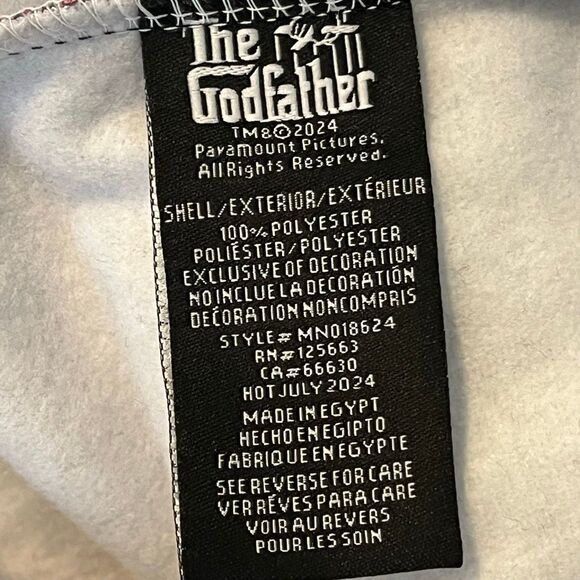 The
Godfather
TM&©2024
Paramount Pictures.
All Rights Reserved.
SHELL/EXTERIOR/EXTÉRIEUR
100% POLYESTER
POLIÉSTER/POLYESTER
EXCLUSIVE OF DECORATION
NO INCLUE LA DECORATIÓN
DECÓRATION NON COMPRIS
STYLE# MN018624
RN#125663
CA#66630
HOT JULY 2024
MADE IN EGYPT
HECHO EN EGIPTO
FABRIQUE EN EGYPTE
SEE REVERSE FOR CARE
VER RÉVES PARA CARE
VOIR AU REVERS
POUR LES SOIN